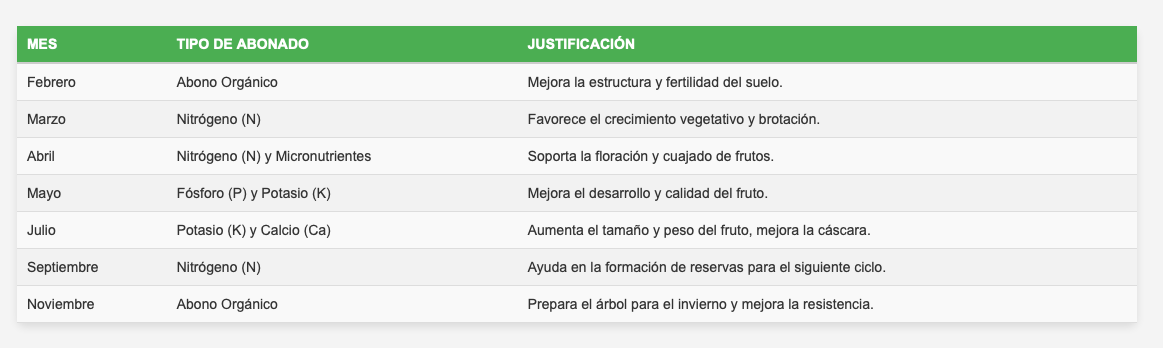 MES TIPO DE ABONADO JUSTIFICACIÓN
Febrero Abono Orgánico Mejora la estructura y fertilidad del suelo.
Marzo Nitrógeno (N) Favorece el crecimiento vegetativo y brotación.
Abril Nitrógeno (N) y Micronutrientes Soporta la floración y cuajado de frutos.
Mayo Fósforo (P) y Potasio (K) Mejora el desarrollo y calidad del fruto.
Julio Potasio (K) y Calcio (Ca) Aumenta el tamaño y peso del fruto, mejora la cáscara.
Septiembre Nitrógeno (N) Ayuda en la formación de reservas para el siguiente ciclo.
Noviembre Abono Orgánico Prepara el árbol para el invierno y mejora la resistencia.